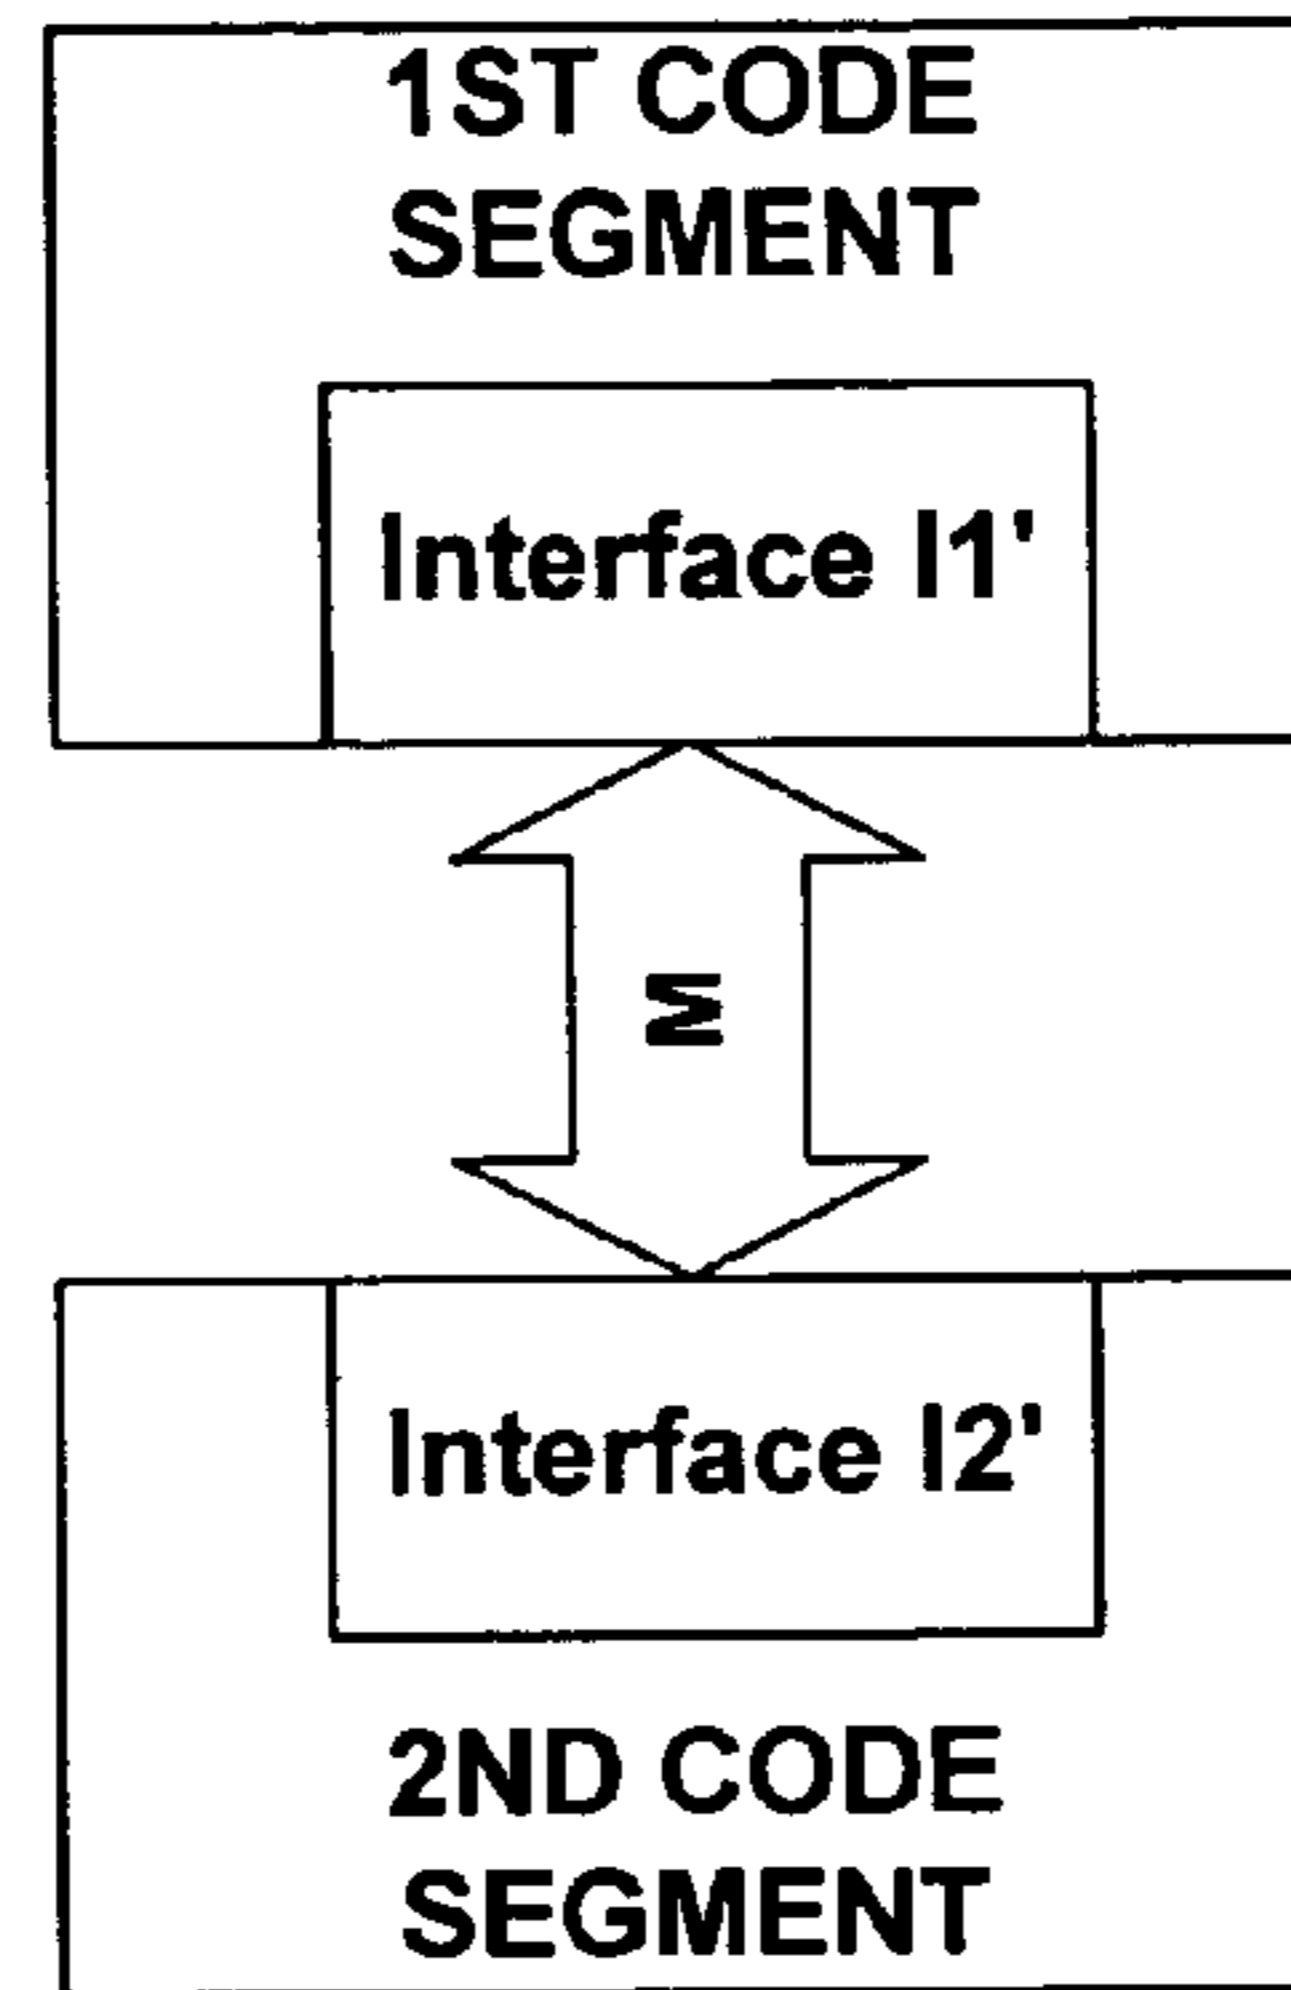 1ST CODE
SEGMENT
Interface I1'
M
Interface I2'
2ND CODE
SEGMENT